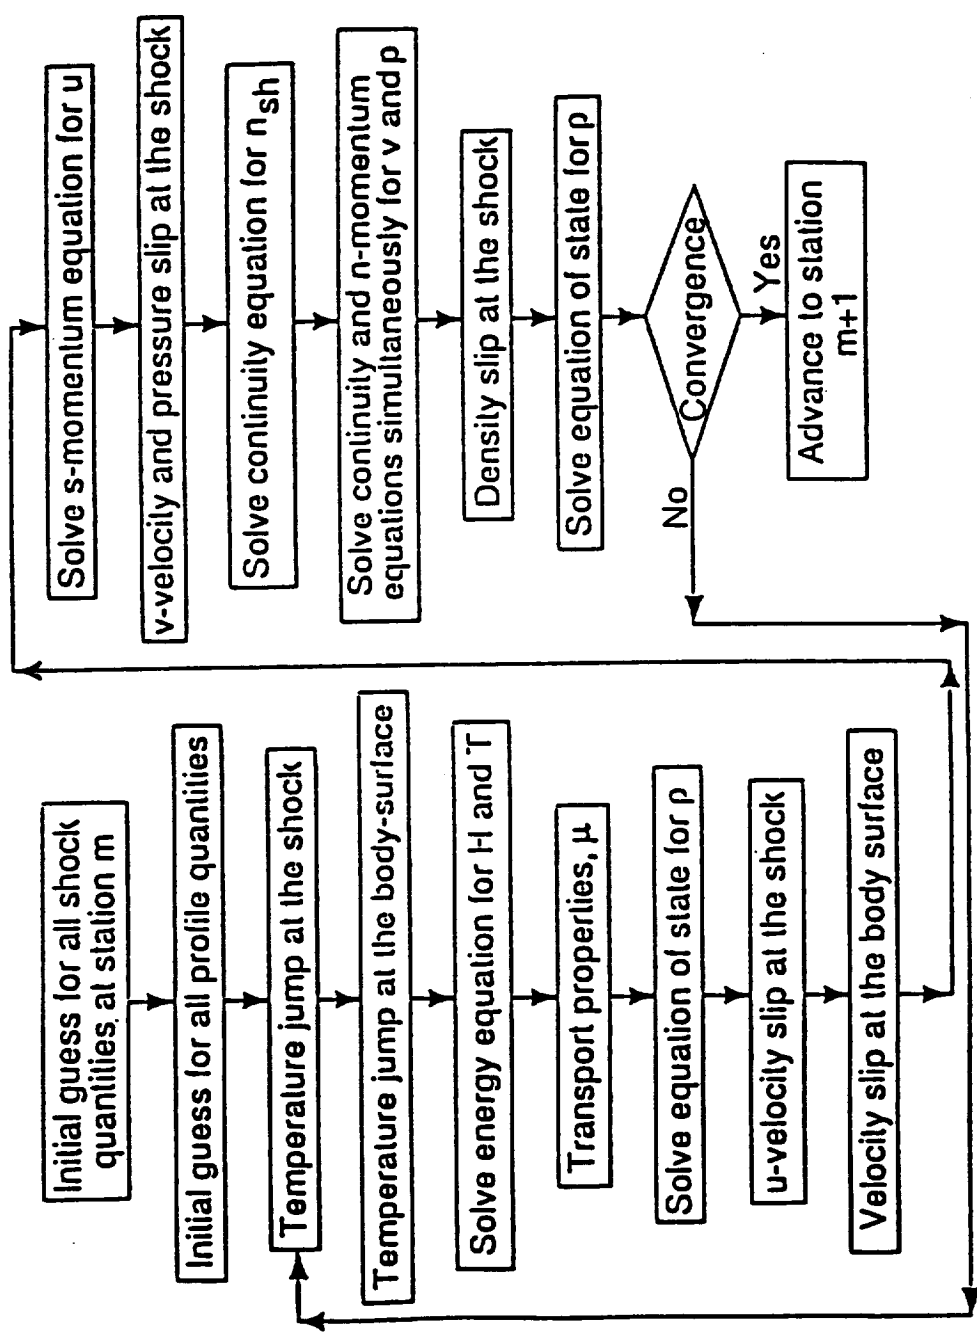 Initial guess for all shock
quantities at station m
Initial guess for all profile quantities
Temperature jump at the shock
Temperature jump at the body-surface
Solve energy equation for H and T
Transport properties, μ
Solve equation of state for ρ
u-velocity slip at the shock
Velocity slip at the body surface
Solve s-momentum equation for u
v-velocity and pressure slip at the shock
Solve continuity equation for n_sh
Solve continuity and n-momentum
equations simultaneously for v and p
Density slip at the shock
Solve equation of state for ρ
Convergence
No
Yes
Advance to station
m+1